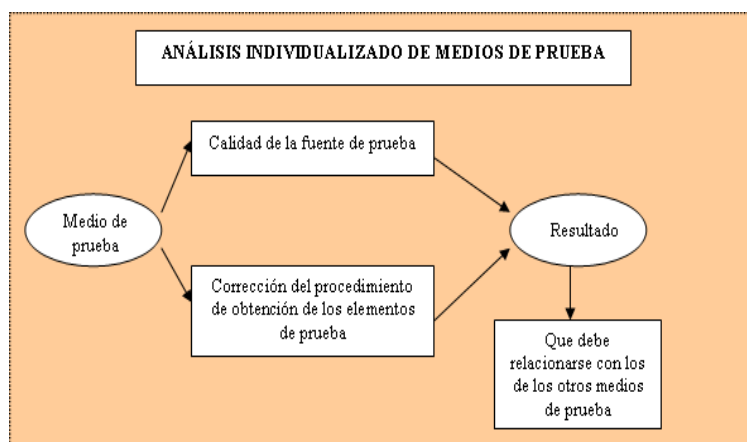 ANÁLISIS INDIVIDUALIZADO DE MEDIOS DE PRUEBA
Calidad de la fuente de prueba
Medio de
prueba
Resultado
Corrección del procedimiento
de obtención de los elementos
de prueba
Que debe
relacionarse con los
de los otros medios
de prueba